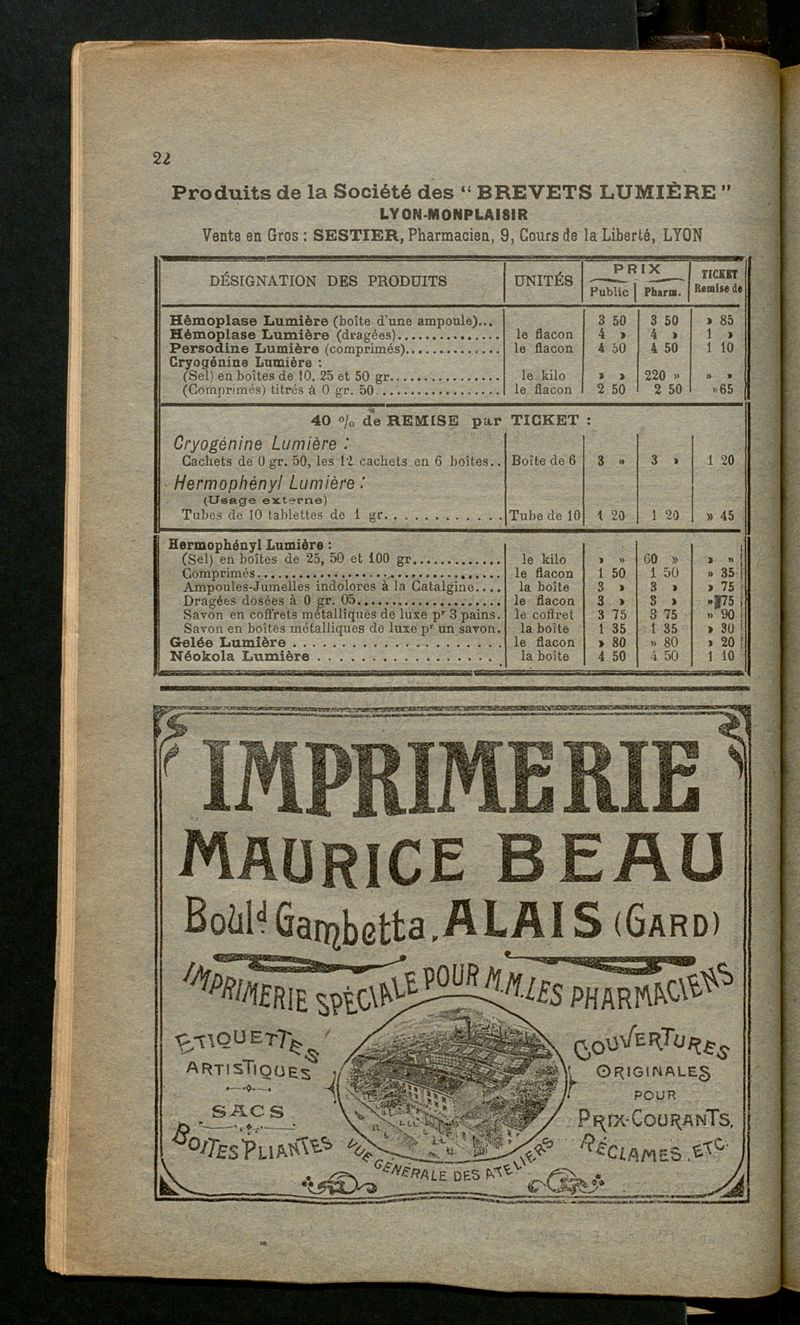 22
Produits de la Société des “ BREVETS LUMIÈRE ”
LYON-MONPLAISIR
Vente en Gros : SESTIER, Pharmacien, 9, Cours de la Liberté, LYON
DÉSIGNATION DES PRODUITS UNITÉS PRIX Public Pharm. TICKET Remise de
Hémoplase Lumière (boîte d'une ampoule)... 3 50 3 50 » 85
Hémoplase Lumière (dragées)................ le flacon 4 » 4 » 1 »
Persodine Lumière (comprimés).............. le flacon 4 50 4 50 1 10
Cryogénine Lumière :
(Sel) en boîtes de 10, 25 et 50 gr................. le kilo » » 220 » » »
(Comprimés) titrés à 0 gr. 50.................. le flacon 2 50 2 50 » 65
40 % de REMISE par TICKET :
Cryogénine Lumière :
Cachets de 0 gr. 50, les 12 cachets en 6 boîtes.. Boîte de 6 3 » 3 » 1 20
Hermophényl Lumière :
(Usage externe)
Tubes de 10 tablettes de 1 gr............. Tube de 10 1 20 1 20 » 45
Hermophényl Lumière :
(Sel) en boîtes de 25, 50 et 100 gr.............. le kilo » » 60 » » »
Comprimés.................................... le flacon 1 50 1 50 » 35
Ampoules-Jumelles indolores à la Catalgine.... la boîte 3 » 3 » » 75
Dragées dosées à 0 gr. 05..................... le flacon 3 » 3 » » 75
Savon en coffrets métalliques de luxe pr 3 pains. le coffret 3 75 3 75 » 90
Savon en boîtes métalliques de luxe pr un savon. la boîte 1 35 1 35 » 30
Gelée Lumière........................ le flacon » 80 » 80 » 20
Néokola Lumière..................... la boîte 4 50 4 50 1 10
IMPRIMERIE
MAURICE BEAU
Boulᵈ Gambetta, ALAIS (GARD)
IMPRIMERIE SPÉCIALE POUR M.M. LES PHARMACIENS
ETIQUETTES
ARTISTIQUES
SACS
BOITES PLIANTES
COUVERTURES
ORIGINALES
POUR
PRIX-COURANTS,
RÉCLAMES. ETC.
VUE GÉNÉRALE DES ATELIERS